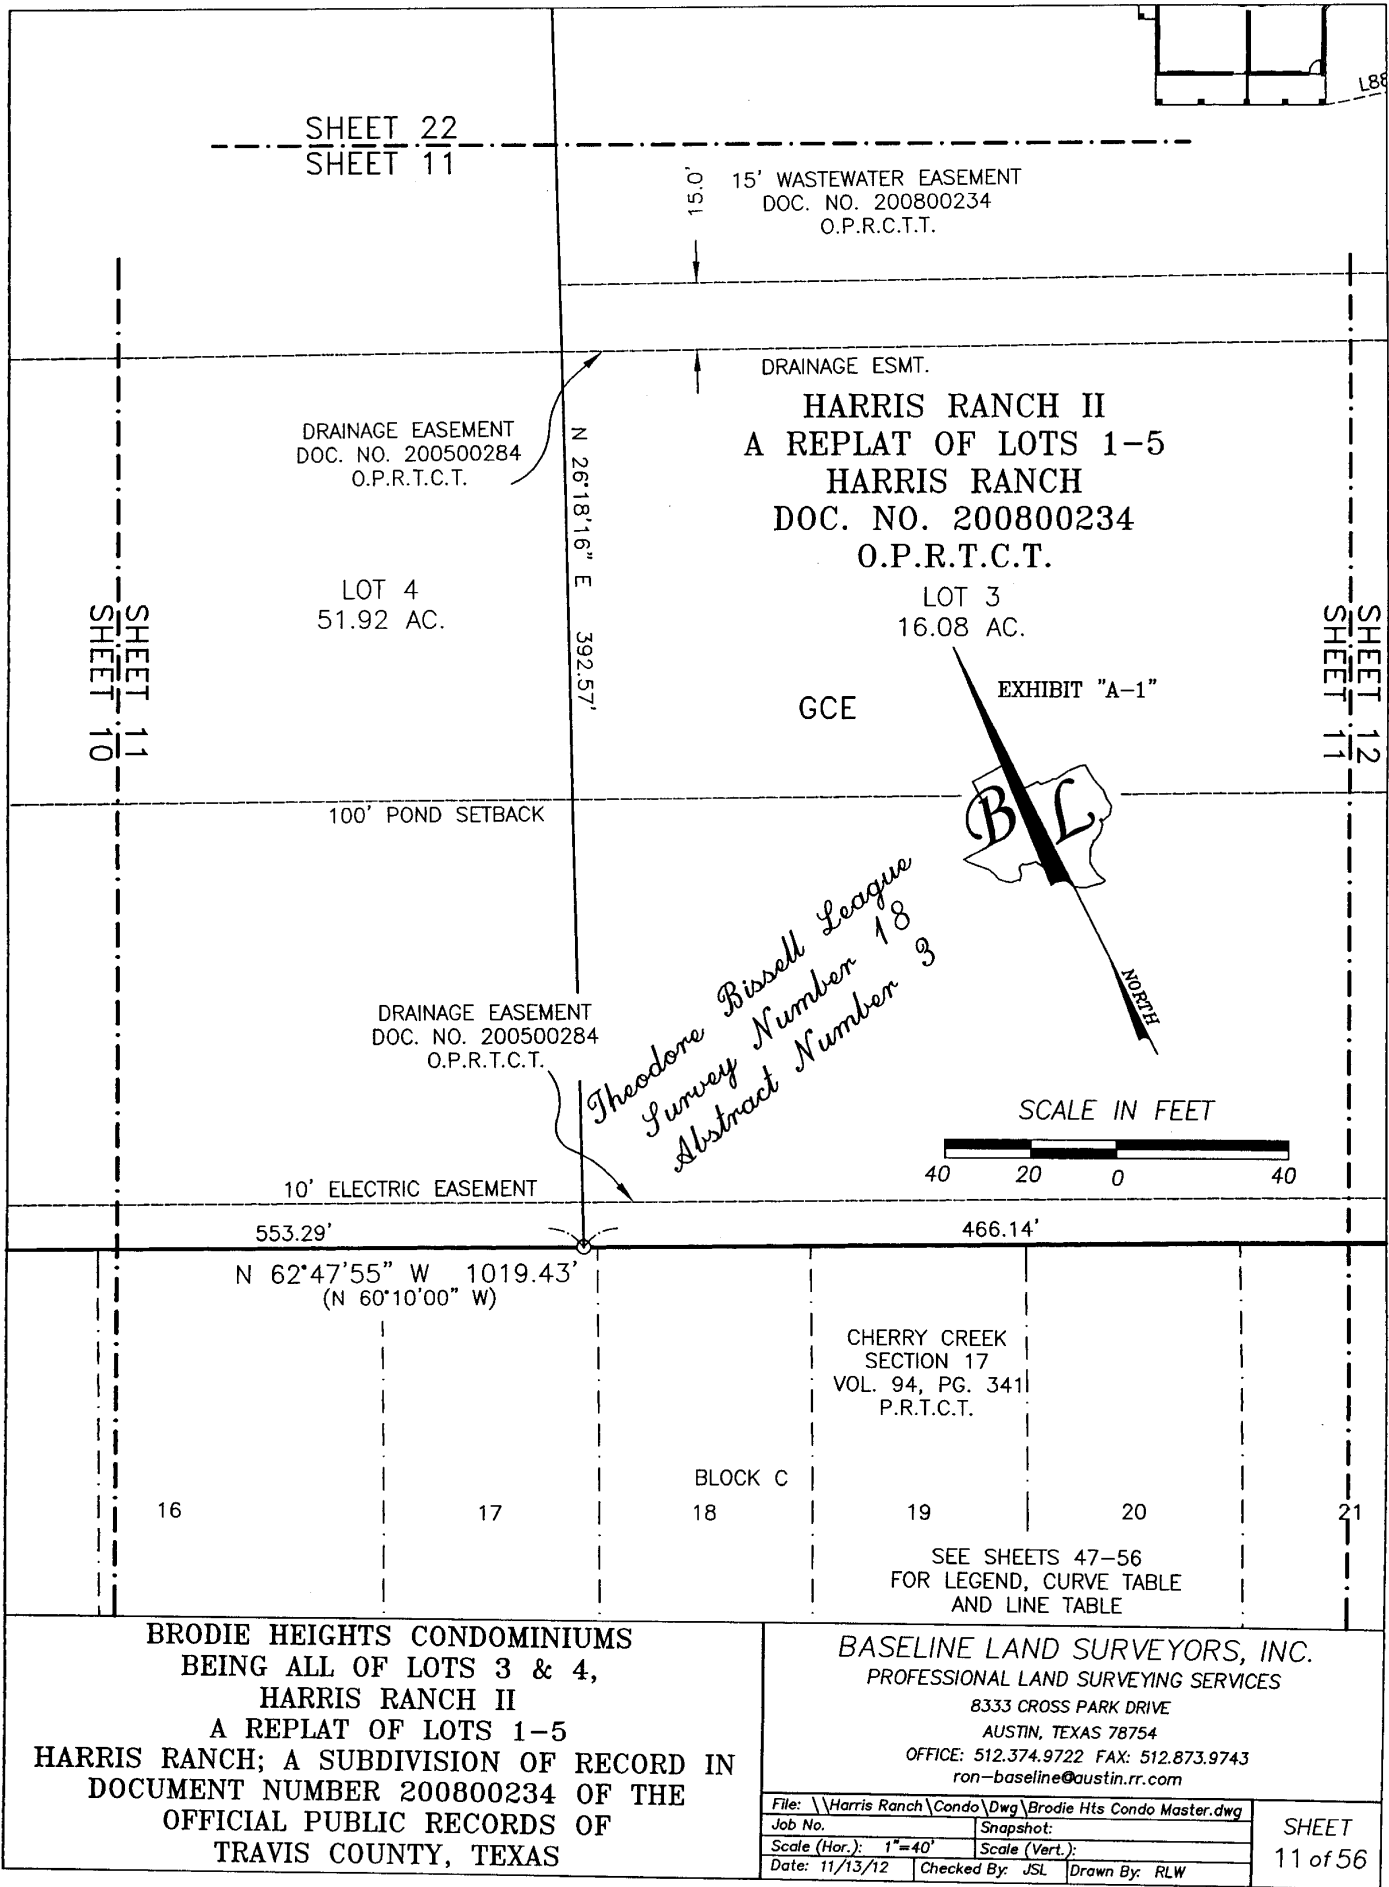 L88
SHEET 22
SHEET 11
15.0'
15' WASTEWATER EASEMENT
DOC. NO. 200800234
O.P.R.C.T.T.
DRAINAGE ESMT.
HARRIS RANCH II
A REPLAT OF LOTS 1-5
HARRIS RANCH
DOC. NO. 200800234
O.P.R.T.C.T.
DRAINAGE EASEMENT
DOC. NO. 200500284
O.P.R.T.C.T.
N 26°18'16" E 392.57'
LOT 4
51.92 AC.
LOT 3
16.08 AC.
SHEET 11
SHEET 10
SHEET 12
SHEET 11
EXHIBIT "A-1"
GCE
B L
100' POND SETBACK
Theodore Bissell League
Survey Number 18
Abstract Number 3
NORTH
DRAINAGE EASEMENT
DOC. NO. 200500284
O.P.R.T.C.T.
SCALE IN FEET
40 20 0 40
10' ELECTRIC EASEMENT
553.29'
466.14'
N 62°47'55" W 1019.43'
(N 60°10'00" W)
CHERRY CREEK
SECTION 17
VOL. 94, PG. 341
P.R.T.C.T.
BLOCK C
16 17 18 19 20 21
SEE SHEETS 47-56
FOR LEGEND, CURVE TABLE
AND LINE TABLE
BRODIE HEIGHTS CONDOMINIUMS
BEING ALL OF LOTS 3 & 4,
HARRIS RANCH II
A REPLAT OF LOTS 1-5
HARRIS RANCH; A SUBDIVISION OF RECORD IN
DOCUMENT NUMBER 200800234 OF THE
OFFICIAL PUBLIC RECORDS OF
TRAVIS COUNTY, TEXAS
BASELINE LAND SURVEYORS, INC.
PROFESSIONAL LAND SURVEYING SERVICES
8333 CROSS PARK DRIVE
AUSTIN, TEXAS 78754
OFFICE: 512.374.9722 FAX: 512.873.9743
ron-baseline@austin.rr.com
File: \\Harris Ranch\Condo\Dwg\Brodie Hts Condo Master.dwg
Job No. Snapshot:
Scale (Hor.): 1"=40' Scale (Vert.):
Date: 11/13/12 Checked By: JSL Drawn By: RLW
SHEET
11 of 56